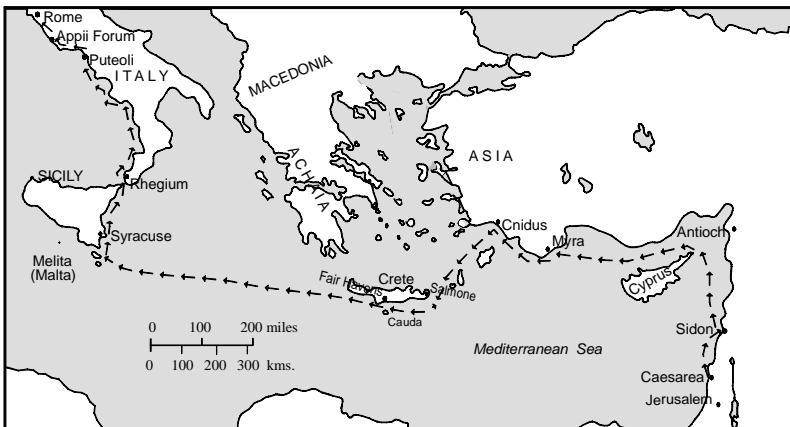 Rome
Appii Forum
Puteoli
ITALY
MACEDONIA
ACHAIA
ASIA
SICILY
Rhegium
Syracuse
Melita
(Malta)
Cnidus
Myra
Antioch
Cyprus
Fair Havens
Crete
Salmone
Cauda
Sidon
Mediterranean Sea
Caesarea
Jerusalem
0 100 200 miles
0 100 200 300 kms.